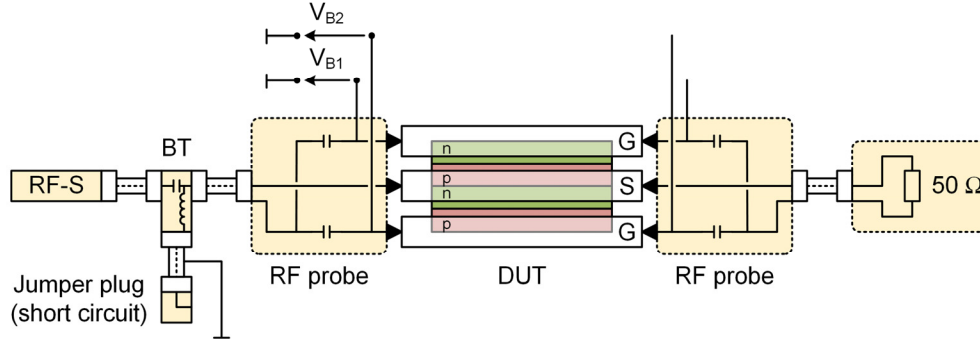 V_B2
V_B1
BT
RF-S
n
G
p
S
n
p
G
50 Ω
RF probe
DUT
RF probe
Jumper plug
(short circuit)